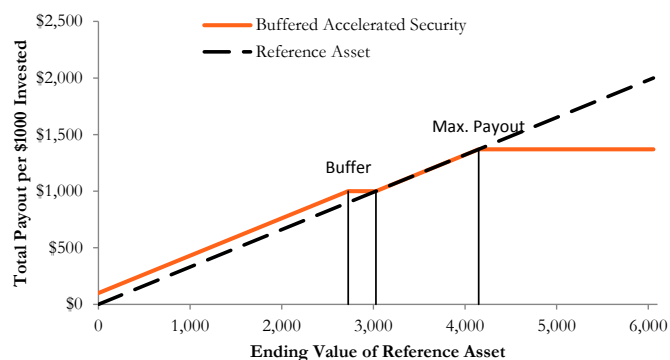 $2,500
Buffered Accelerated Security
Reference Asset
$2,000
$1,500
Max. Payout
Buffer
$1,000
$500
$0
0
1,000
2,000
3,000
4,000
5,000
6,000
Total Payout per $1000 Invested
Ending Value of Reference Asset